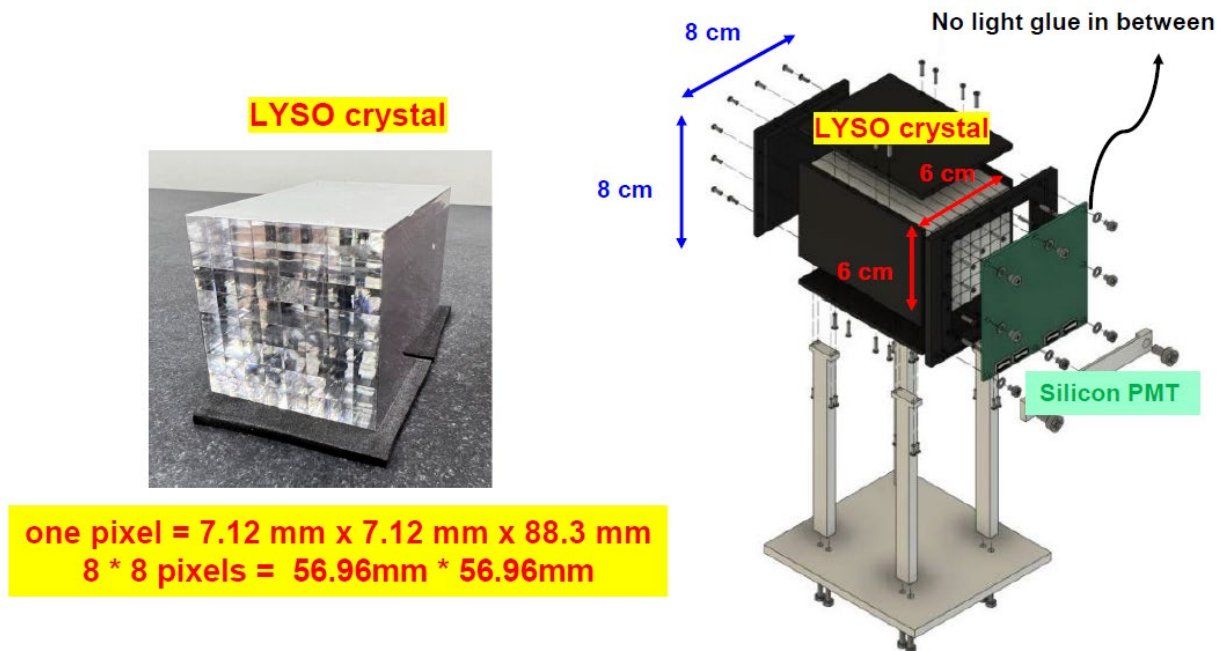 No light glue in between
8 cm
LYSO crystal
LYSO crystal
6 cm
8 cm
6 cm
Silicon PMT
one pixel = 7.12 mm x 7.12 mm x 88.3 mm
8 * 8 pixels = 56.96mm * 56.96mm